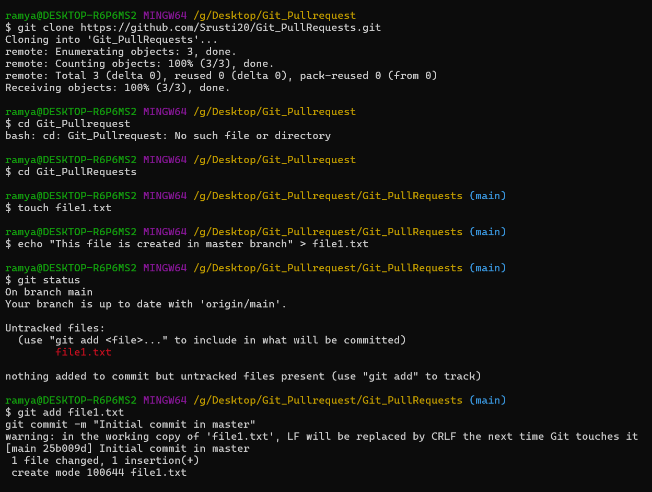 ramya@DESKTOP-R6P6MS2 MINGW64 /g/Desktop/Git_Pullrequest
$ git clone https://github.com/Srusti20/Git_PullRequests.git
Cloning into 'Git_PullRequests'...
remote: Enumerating objects: 3, done.
remote: Counting objects: 100% (3/3), done.
remote: Total 3 (delta 0), reused 0 (delta 0), pack-reused 0 (from 0)
Receiving objects: 100% (3/3), done.
ramya@DESKTOP-R6P6MS2 MINGW64 /g/Desktop/Git_Pullrequest
$ cd Git_Pullrequest
bash: cd: Git_Pullrequest: No such file or directory
ramya@DESKTOP-R6P6MS2 MINGW64 /g/Desktop/Git_Pullrequest
$ cd Git_PullRequests
ramya@DESKTOP-R6P6MS2 MINGW64 /g/Desktop/Git_Pullrequest/Git_PullRequests (main)
$ touch file1.txt
ramya@DESKTOP-R6P6MS2 MINGW64 /g/Desktop/Git_Pullrequest/Git_PullRequests (main)
$ echo "This file is created in master branch" > file1.txt
ramya@DESKTOP-R6P6MS2 MINGW64 /g/Desktop/Git_Pullrequest/Git_PullRequests (main)
$ git status
On branch main
Your branch is up to date with 'origin/main'.
Untracked files:
  (use "git add <file>..." to include in what will be committed)
        file1.txt
nothing added to commit but untracked files present (use "git add" to track)
ramya@DESKTOP-R6P6MS2 MINGW64 /g/Desktop/Git_Pullrequest/Git_PullRequests (main)
$ git add file1.txt
git commit -m "Initial commit in master"
warning: in the working copy of 'file1.txt', LF will be replaced by CRLF the next time Git touches it
[main 25b009d] Initial commit in master
 1 file changed, 1 insertion(+)
 create mode 100644 file1.txt